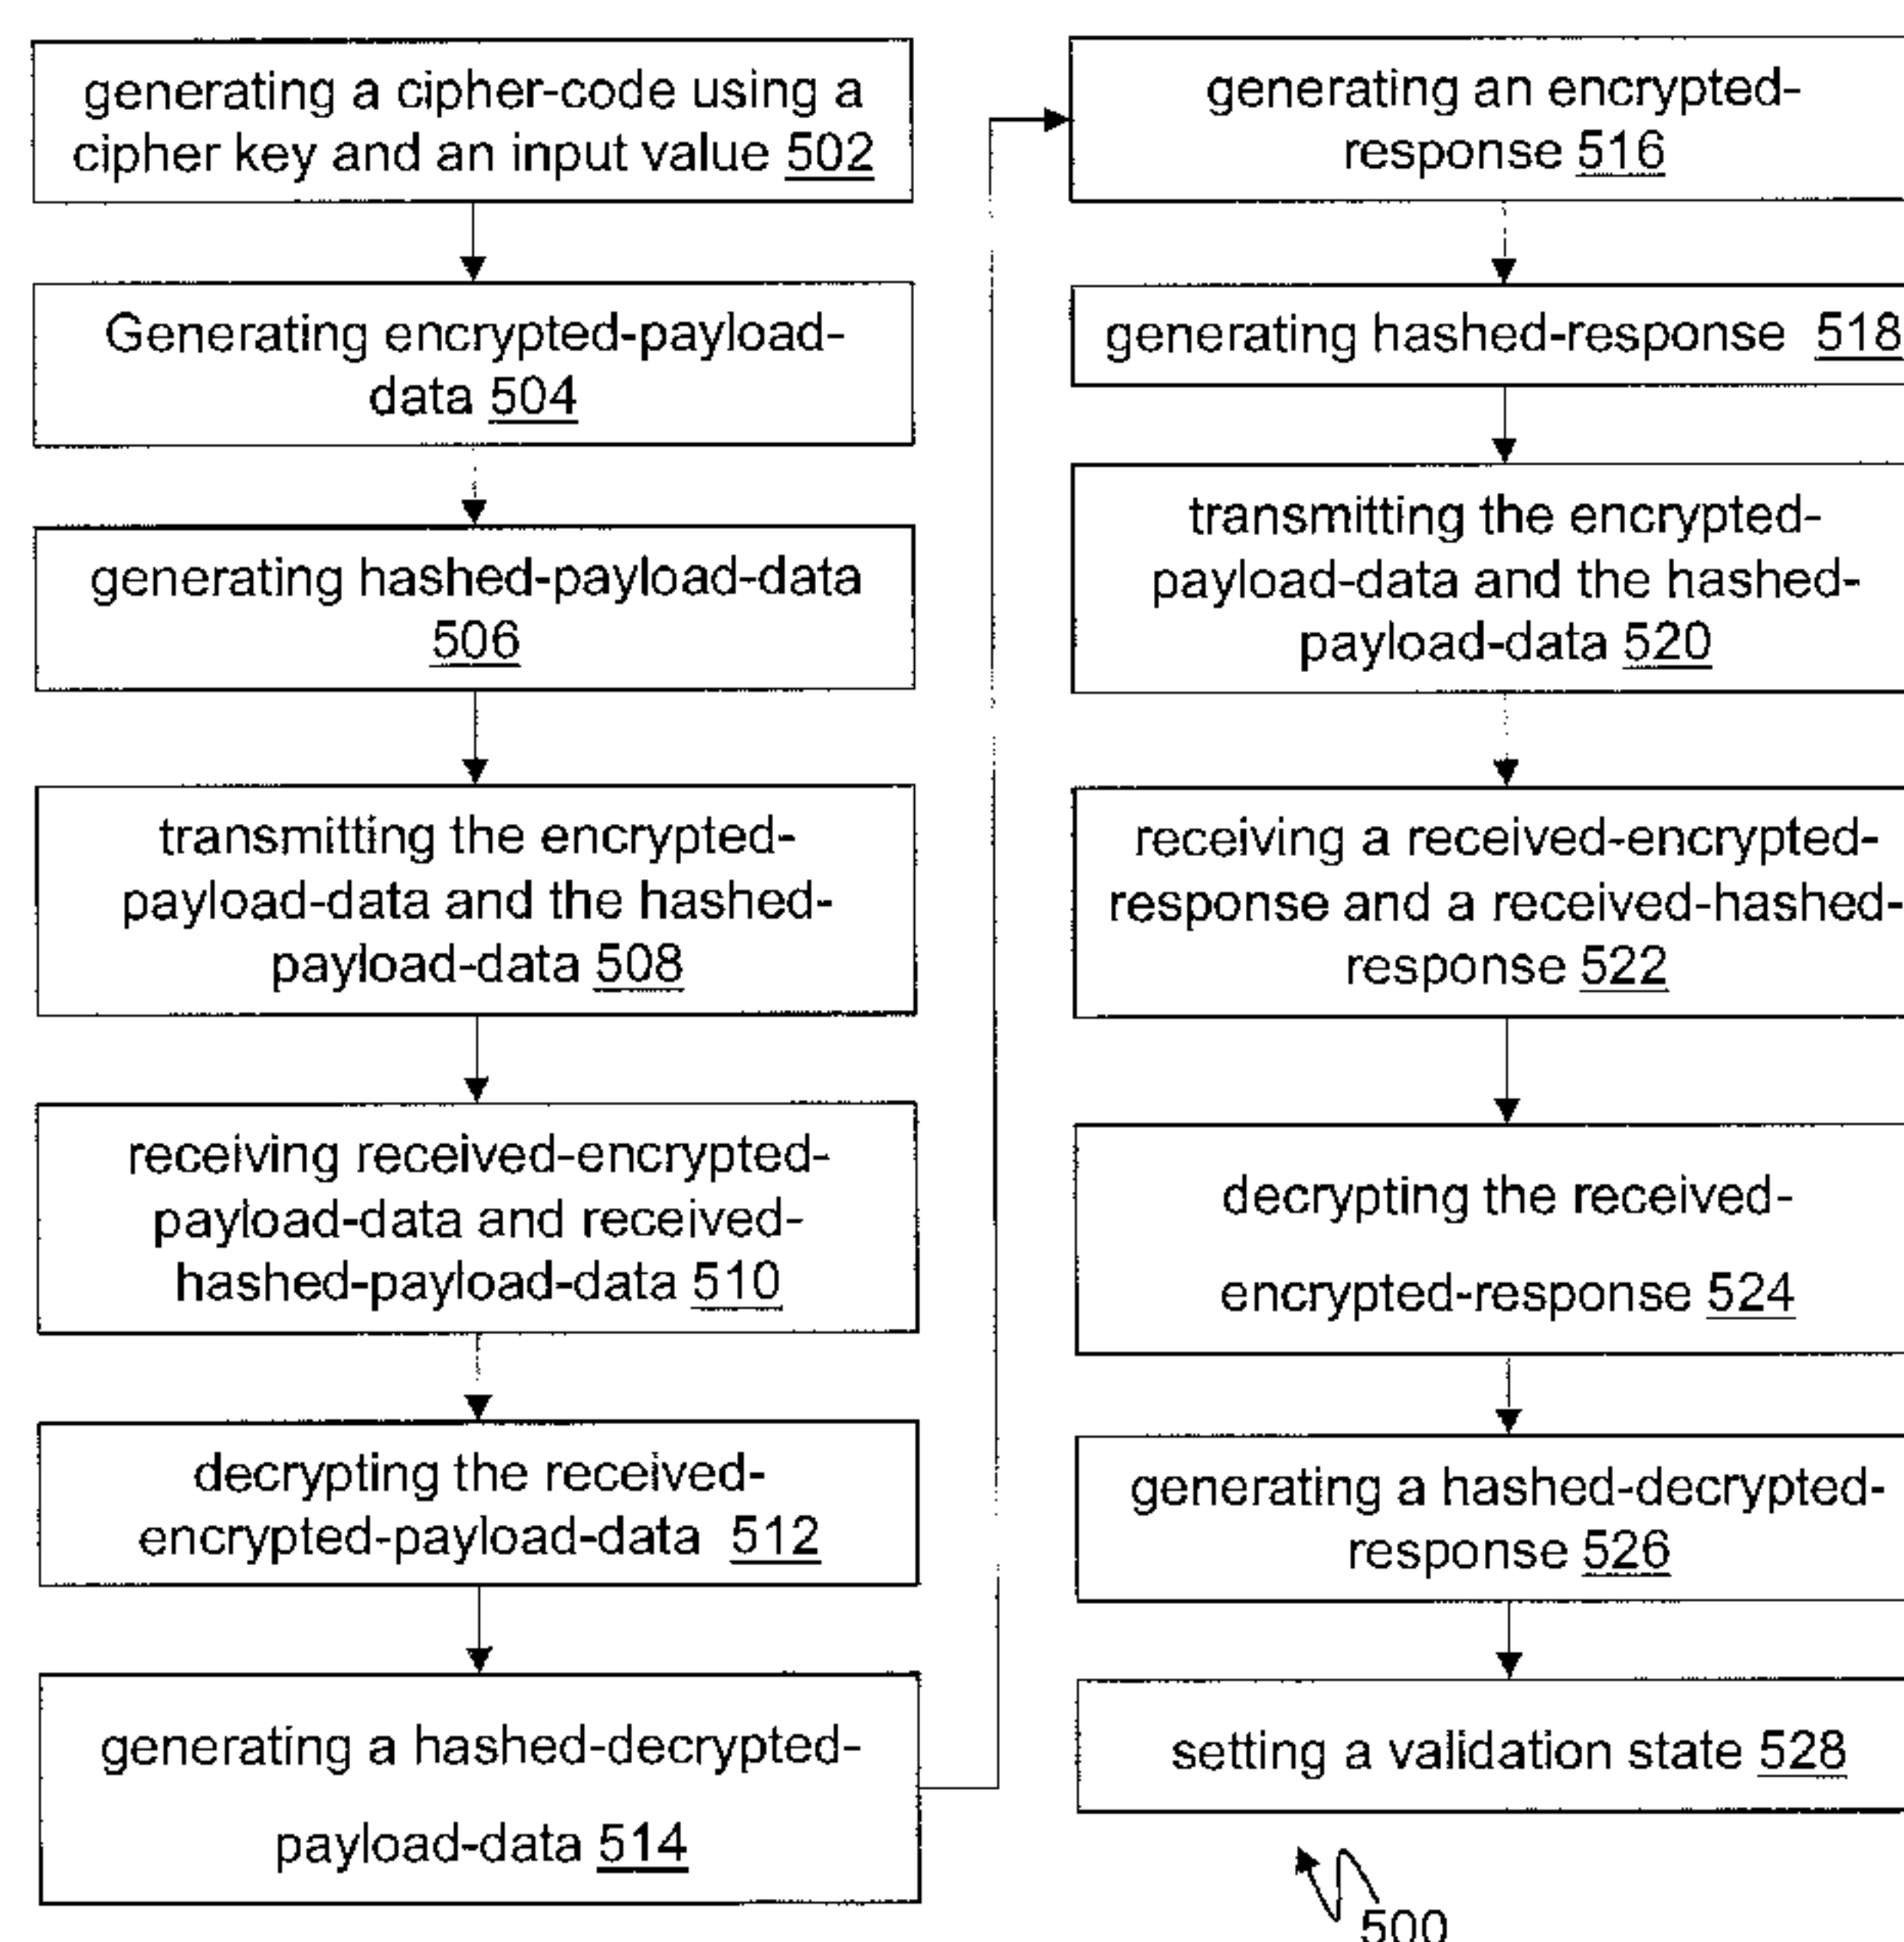 generating a cipher-code using a
cipher key and an input value 502
Generating encrypted-payload-
data 504
generating hashed-payload-data
506
transmitting the encrypted-
payload-data and the hashed-
payload-data 508
receiving received-encrypted-
payload-data and received-
hashed-payload-data 510
decrypting the received-
encrypted-payload-data 512
generating a hashed-decrypted-
payload-data 514
generating an encrypted-
response 516
generating hashed-response 518
transmitting the encrypted-
payload-data and the hashed-
payload-data 520
receiving a received-encrypted-
response and a received-hashed-
response 522
decrypting the received-
encrypted-response 524
generating a hashed-decrypted-
response 526
setting a validation state 528
500